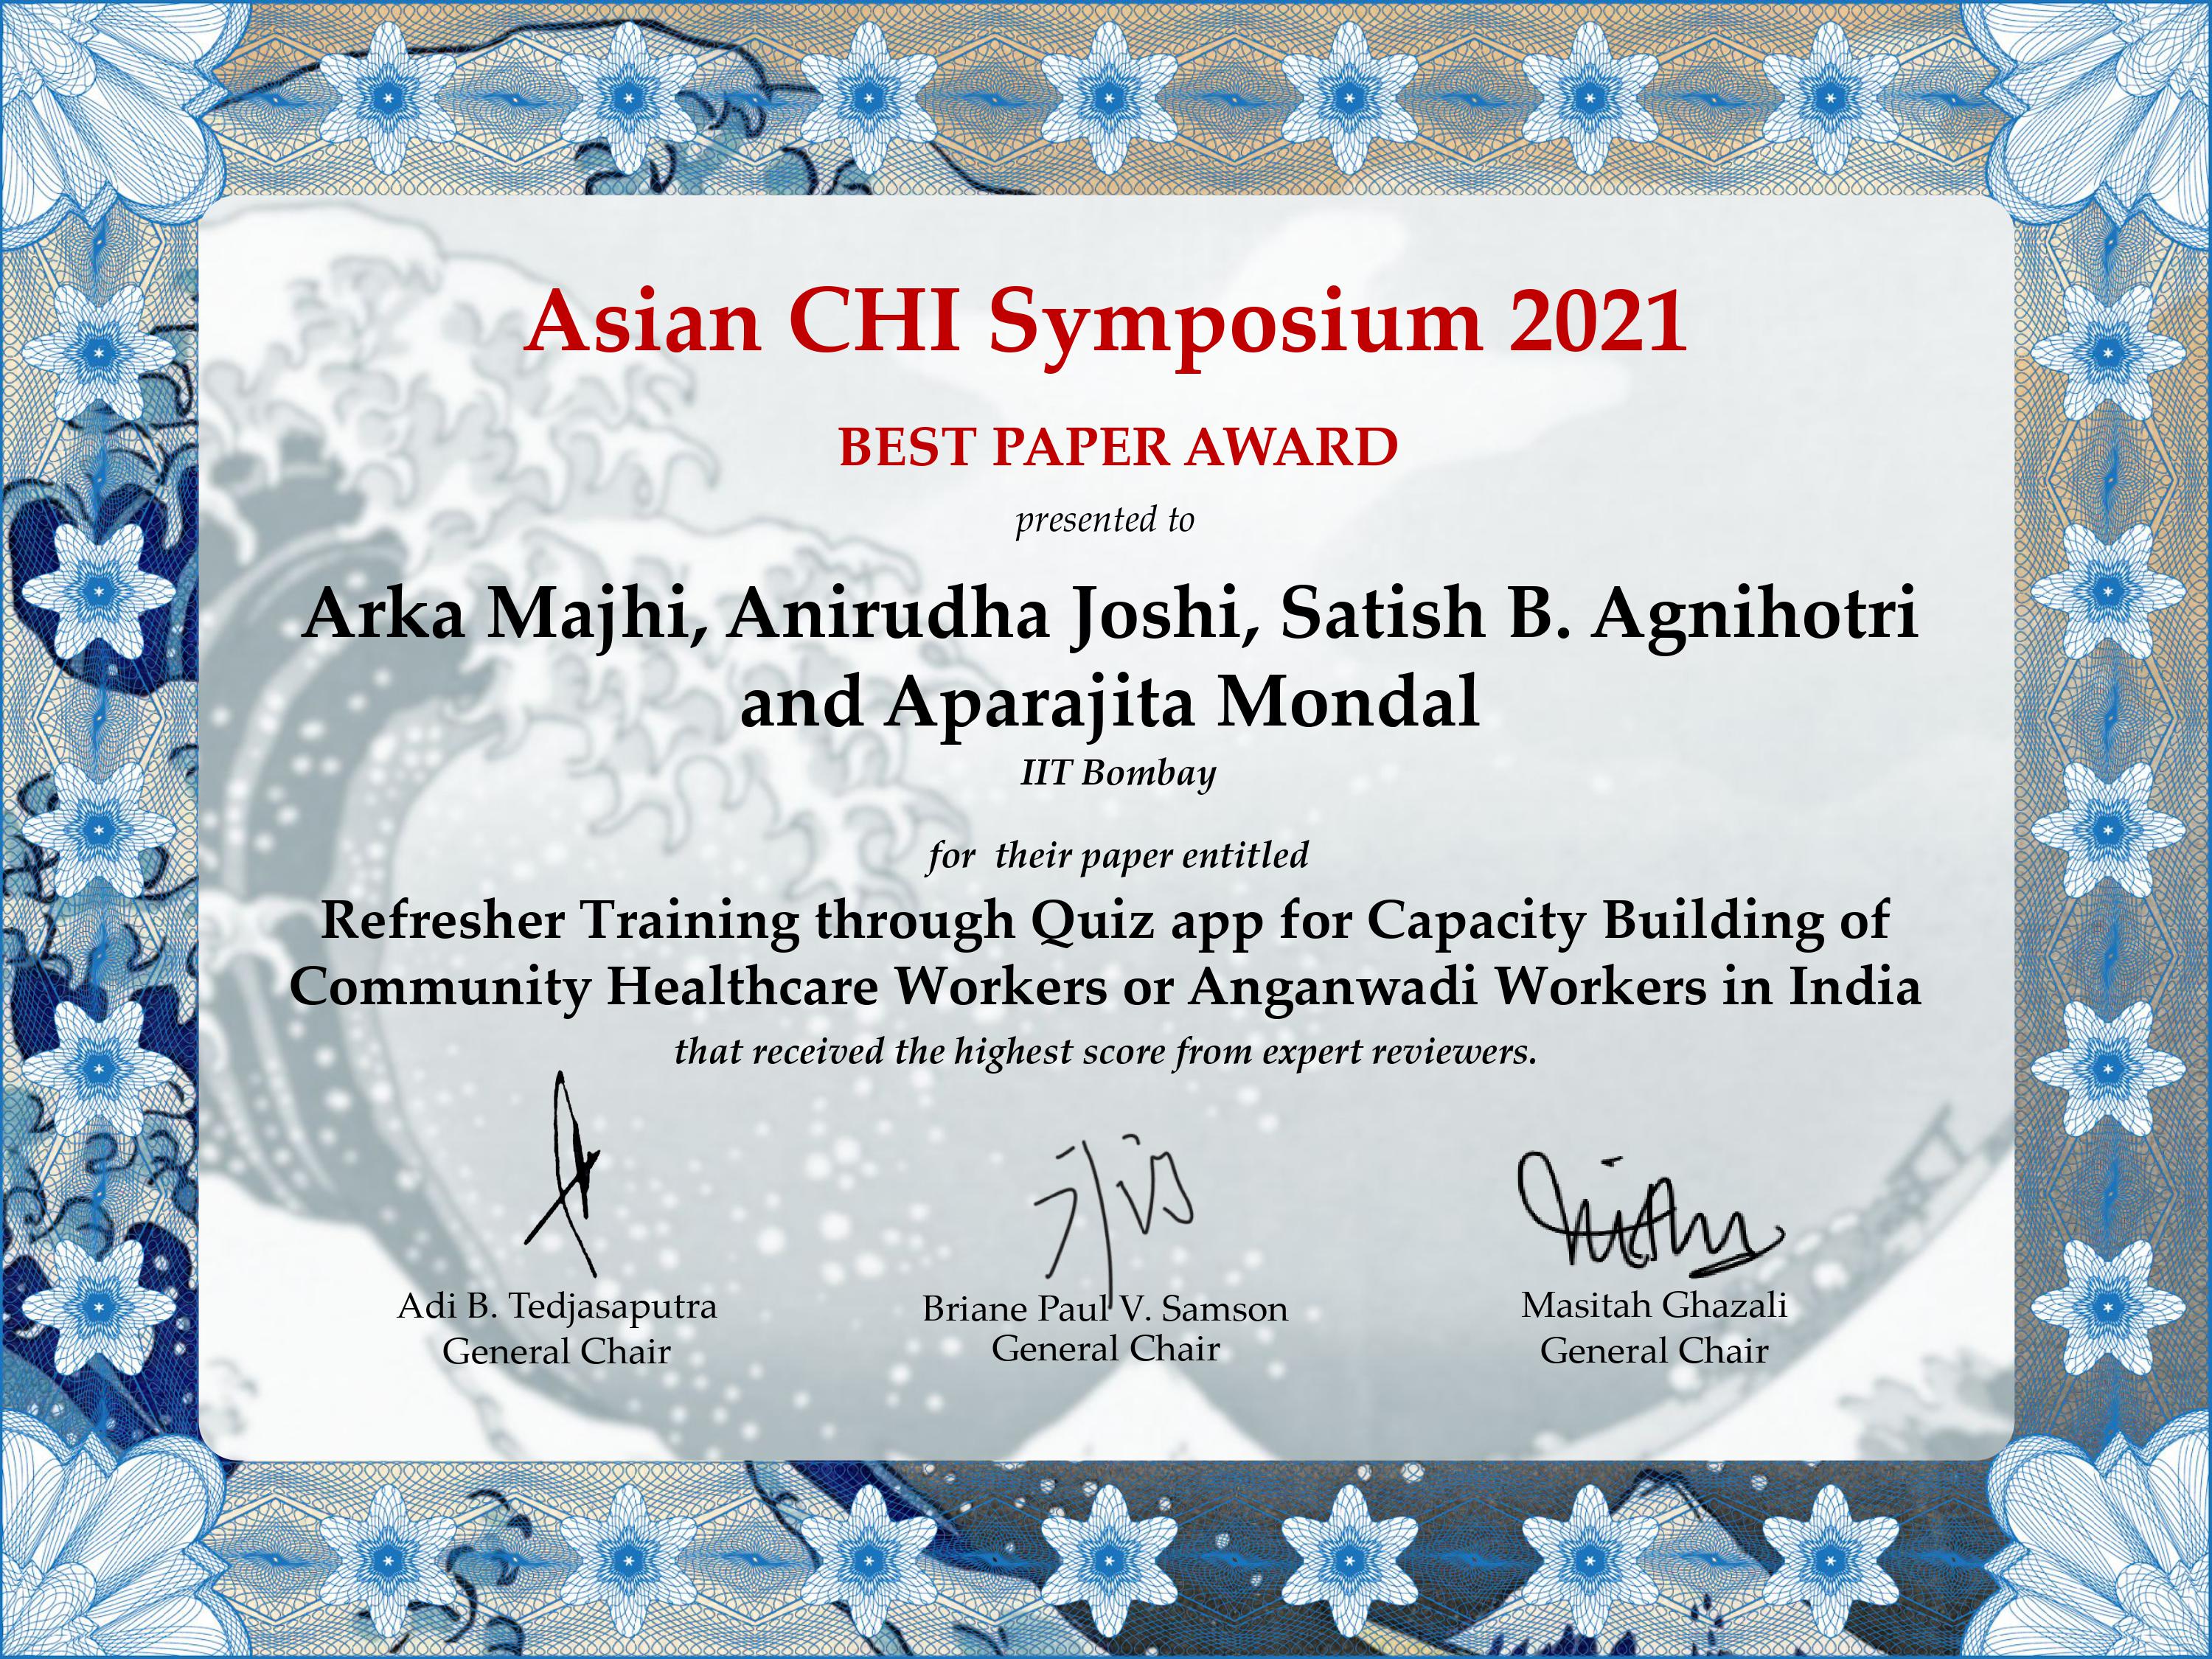 Asian CHI Symposium 2021
BEST PAPER AWARD
presented to
Arka Majhi, Anirudha Joshi, Satish B. Agnihotri
and Aparajita Mondal
IIT Bombay
for their paper entitled
Refresher Training through Quiz app for Capacity Building of
Community Healthcare Workers or Anganwadi Workers in India
that received the highest score from expert reviewers.
Adi B. Tedjasaputra
General Chair
Briane Paul V. Samson
General Chair
Masitah Ghazali
General Chair